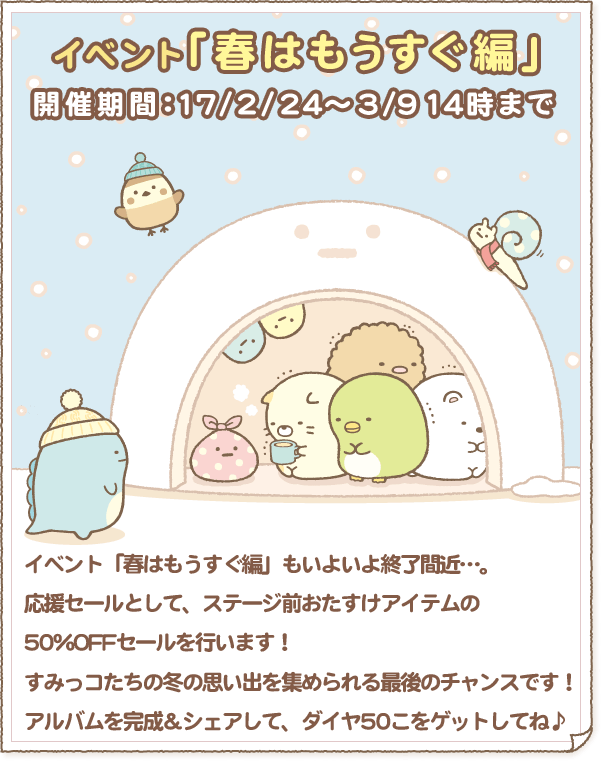 イベント「春はもうすぐ編」
開催期間：17/2/24～3/9 14時まで
イベント「春はもうすぐ編」もいよいよ終了間近…。
応援セールとして、ステージ前おたすけアイテムの
50%OFFセールを行います！
すみっコたちの冬の思い出を集められる最後のチャンスです！
アルバムを完成＆シェアして、ダイヤ50こをゲットしてね♪